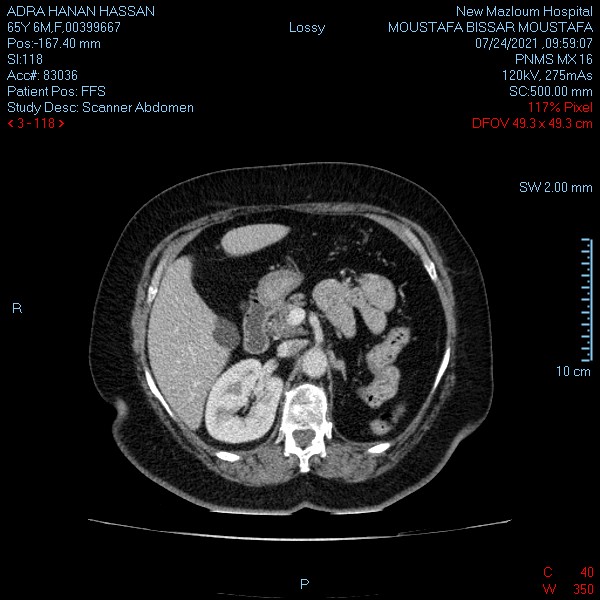 ADRA HANAN HASSAN
65Y 6M,F,00399667
Pos:-167.40 mm
SI:118
Acc#: 83036
Patient Pos: FFS
Study Desc: Scanner Abdomen
< 3 - 118 >
Lossy
New Mazloum Hospital
MOUSTAFA BISSAR MOUSTAFA
07/24/2021 ,09:59:07
PNMS MX 16
120kV, 275mAs
SC:500.00 mm
117% Pixel
DFOV 49.3 x 49.3 cm
SW 2.00 mm
R
10 cm
P
C 40
W 350